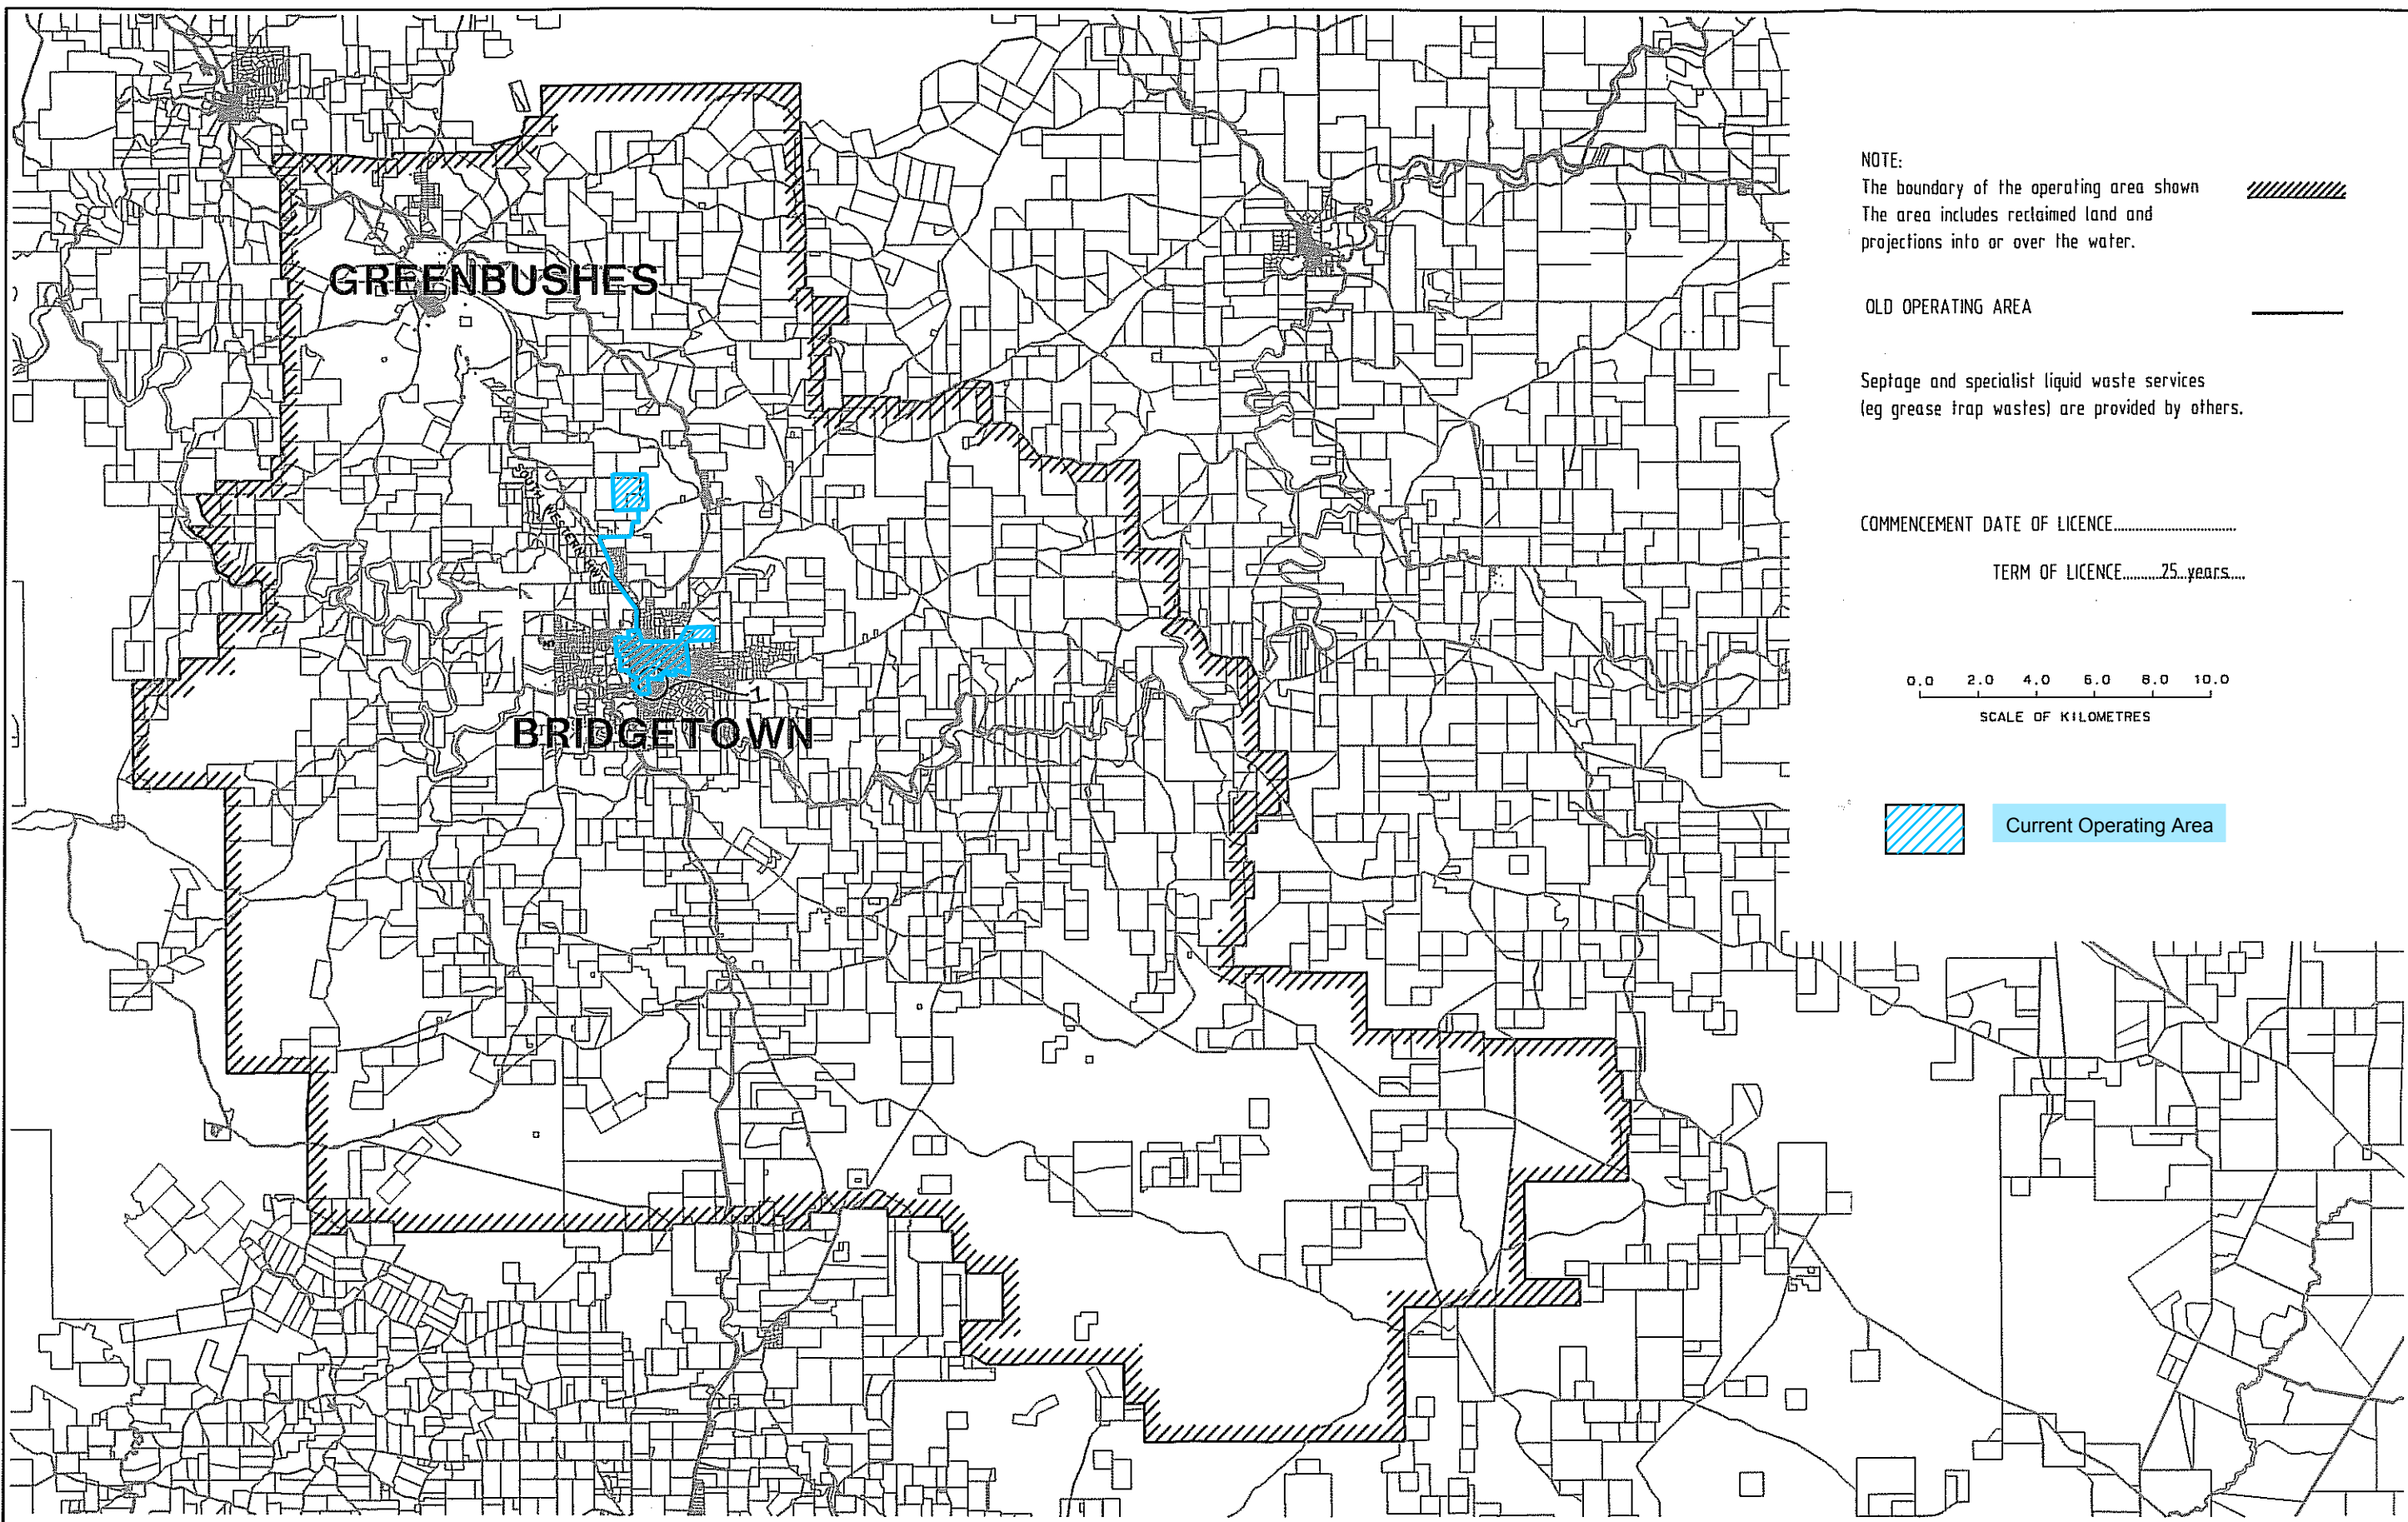 GREENBUSHES
SOUTH WESTERN
1
BRIDGETOWN
NOTE:
The boundary of the operating area shown
The area includes reclaimed land and
projections into or over the water.
OLD OPERATING AREA
Septage and specialist liquid waste services
(eg grease trap wastes) are provided by others.
COMMENCEMENT DATE OF LICENCE.................................
TERM OF LICENCE..........25...years....
0.0 2.0 4.0 6.0 8.0 10.0
SCALE OF KILOMETRES
Current Operating Area